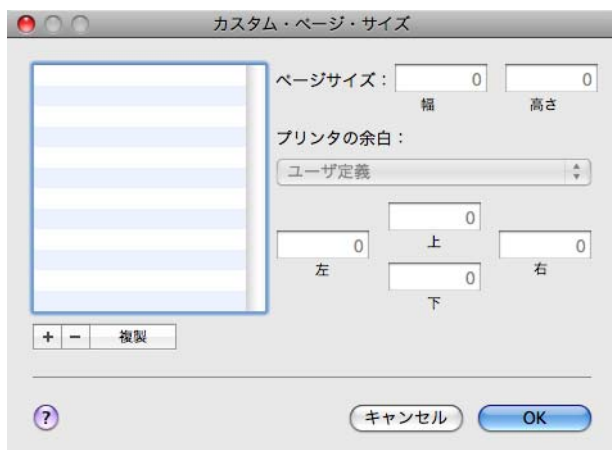 カスタム・ページ・サイズ
ページサイズ： 0 0
幅 高さ
プリンタの余白：
ユーザ定義
0
上
0 0
左 右
0
下
+ − 複製
? キャンセル OK